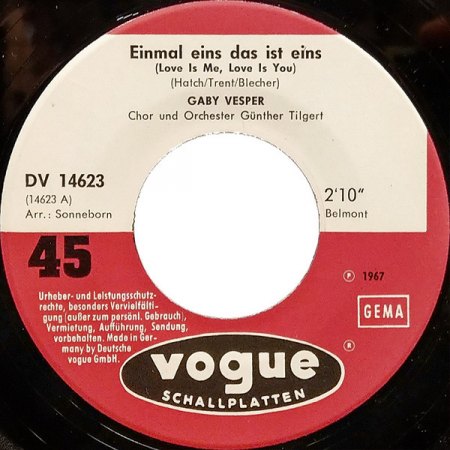 Einmal eins das ist eins
(Love Is Me, Love Is You)
(Hatch/Trent/Blecher)
GABY VESPER
Chor und Orchester Günther Tilgert
DV 14623
(14623 A)
Arr.: Sonneborn
2'10"
Belmont
45
℗ 1967
GEMA
Urheber- und Leistungsschutz-
rechte, besonders Vervielfälti-
gung (außer zum persönl. Gebrauch),
Vermietung, Aufführung, Sendung,
vorbehalten. Made in Ger-
many by Deutsche
vogue GmbH.
®
vogue
SCHALLPLATTEN